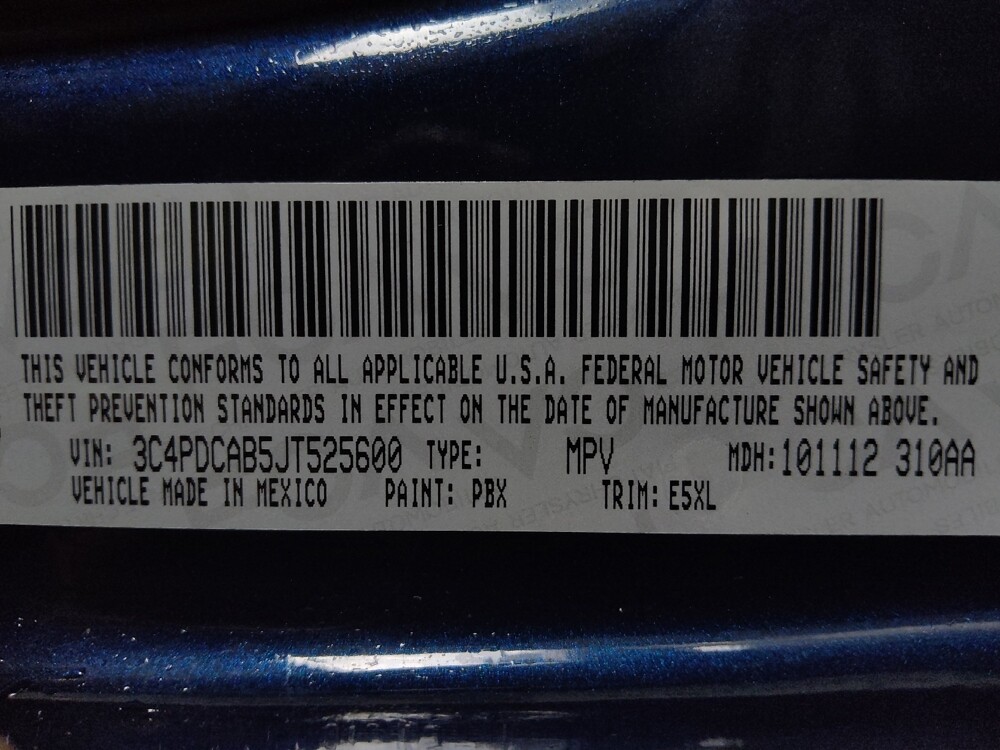 THIS VEHICLE CONFORMS TO ALL APPLICABLE U.S.A. FEDERAL MOTOR VEHICLE SAFETY AND
THEFT PREVENTION STANDARDS IN EFFECT ON THE DATE OF MANUFACTURE SHOWN ABOVE.
VIN: 3C4PDCAB5JT525600 TYPE: MPV MDH:101112 310AA
VEHICLE MADE IN MEXICO PAINT: PBX TRIM: E5XL